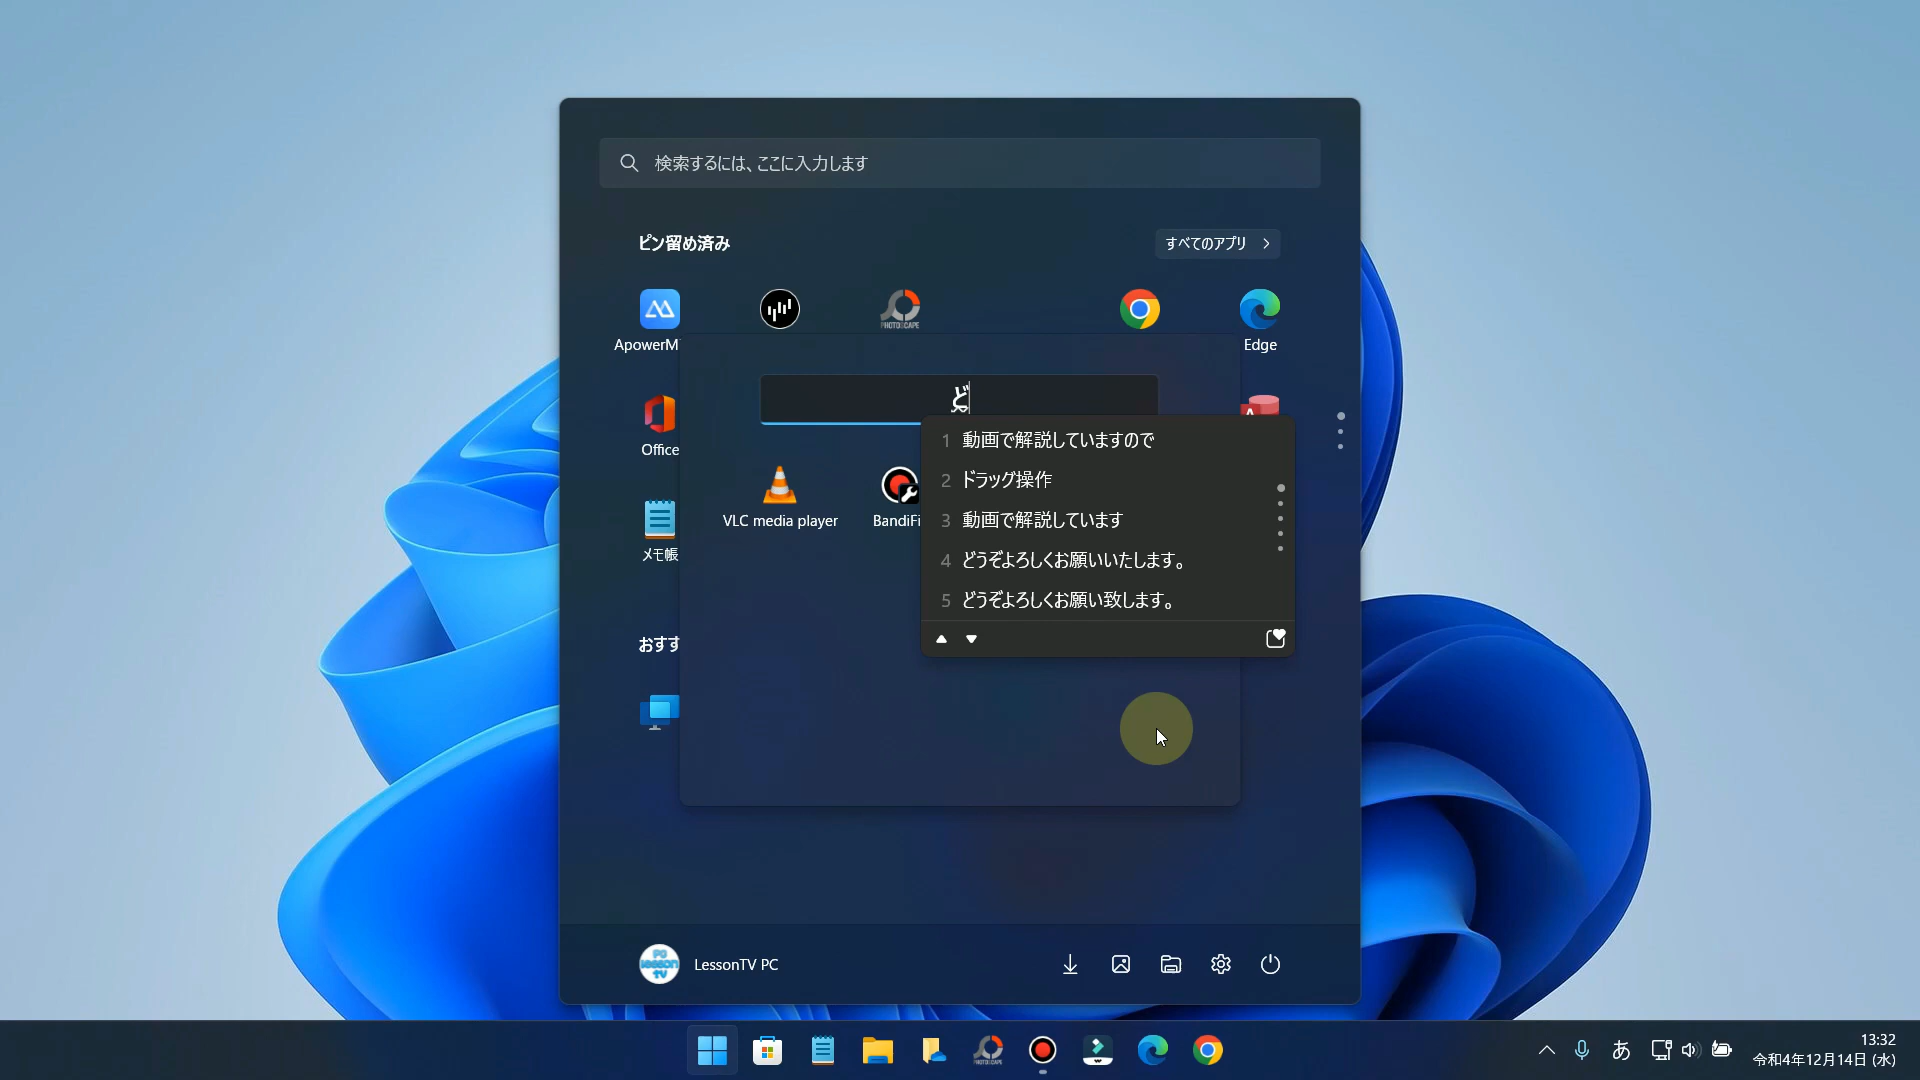 検索するには、ここに入力します
ピン留め済み
すべてのアプリ
PHOTOSCAPE
ApowerM
Edge
ど
A
Office
1 動画で解説していますので
2 ドラッグ操作
3 動画で解説しています
4 どうぞよろしくお願いいたします。
5 どうぞよろしくお願い致します。
VLC media player
BandiFi
メモ帳
おすす
PC
Lesson
TV
LessonTV PC
PHOTOSCAPE
あ
13:32
令和4年12月14日 (水)